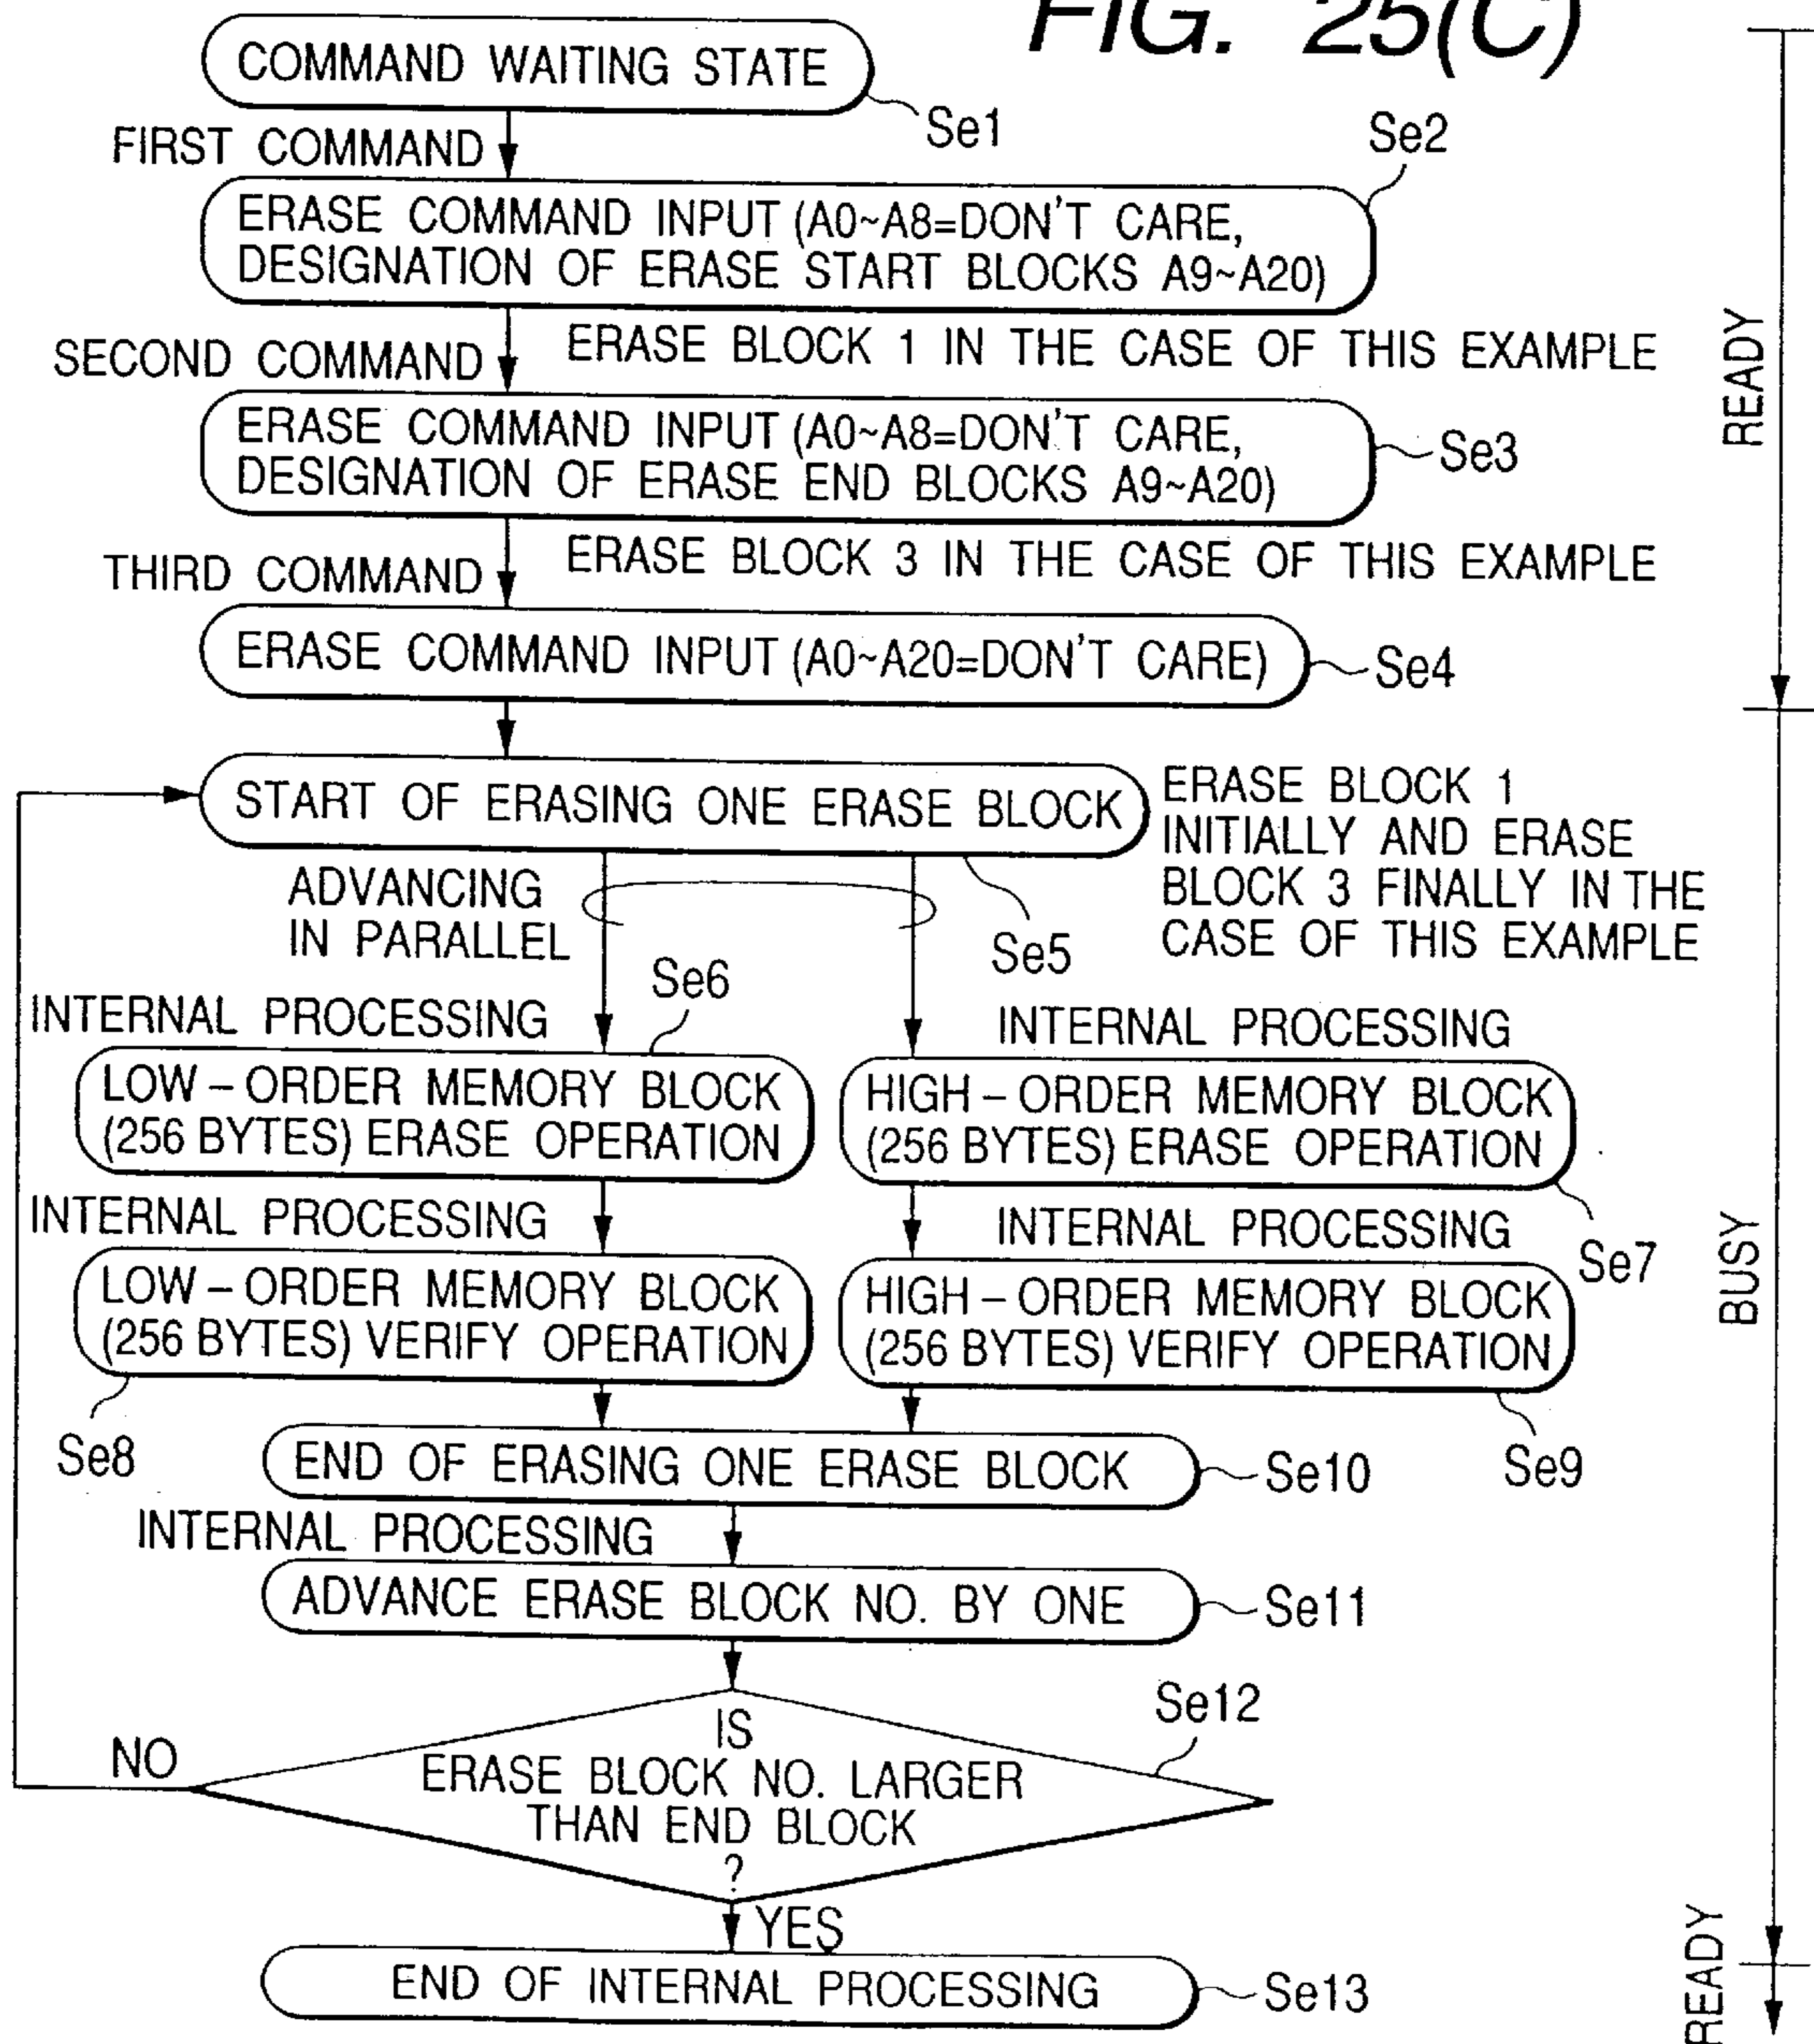 FIG. 25(C)
COMMAND WAITING STATE
Se1
FIRST COMMAND
Se2
ERASE COMMAND INPUT (A0~A8=DON'T CARE,
DESIGNATION OF ERASE START BLOCKS A9~A20)
SECOND COMMAND
ERASE BLOCK 1 IN THE CASE OF THIS EXAMPLE
ERASE COMMAND INPUT (A0~A8=DON'T CARE,
DESIGNATION OF ERASE END BLOCKS A9~A20)
Se3
READY
THIRD COMMAND
ERASE BLOCK 3 IN THE CASE OF THIS EXAMPLE
ERASE COMMAND INPUT (A0~A20=DON'T CARE)
Se4
START OF ERASING ONE ERASE BLOCK
ERASE BLOCK 1
INITIALLY AND ERASE
BLOCK 3 FINALLY IN THE
CASE OF THIS EXAMPLE
ADVANCING
IN PARALLEL
Se5
Se6
INTERNAL PROCESSING
INTERNAL PROCESSING
LOW-ORDER MEMORY BLOCK
(256 BYTES) ERASE OPERATION
HIGH-ORDER MEMORY BLOCK
(256 BYTES) ERASE OPERATION
Se7
INTERNAL PROCESSING
INTERNAL PROCESSING
BUSY
LOW-ORDER MEMORY BLOCK
(256 BYTES) VERIFY OPERATION
HIGH-ORDER MEMORY BLOCK
(256 BYTES) VERIFY OPERATION
Se8
Se9
END OF ERASING ONE ERASE BLOCK
Se10
INTERNAL PROCESSING
ADVANCE ERASE BLOCK NO. BY ONE
Se11
Se12
NO
IS
ERASE BLOCK NO. LARGER
THAN END BLOCK
?
YES
END OF INTERNAL PROCESSING
Se13
READY